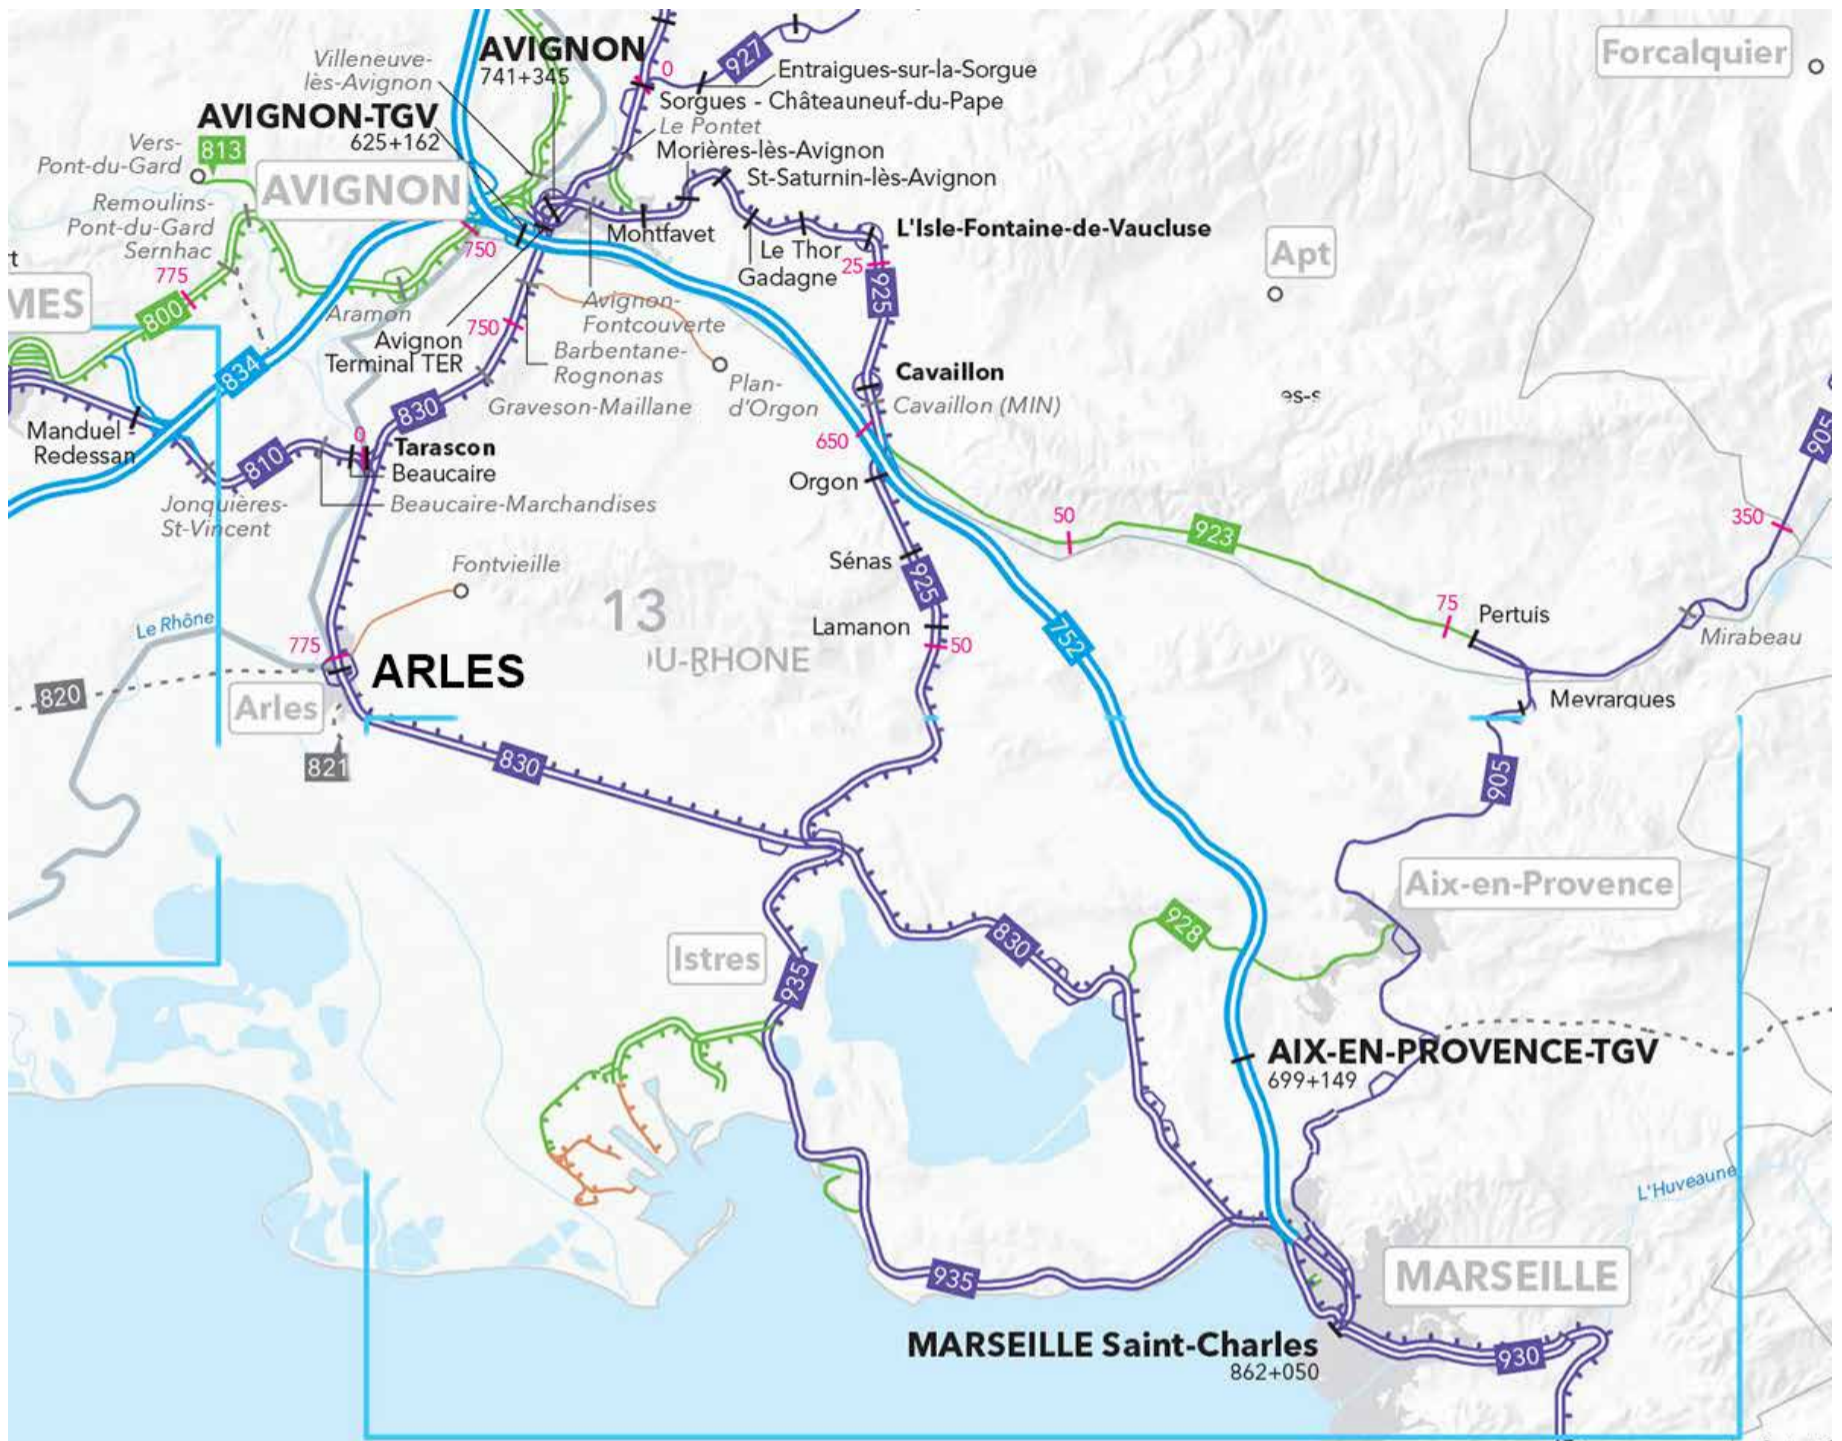 Villeneuve-
lès-Avignon
AVIGNON
741+345
0
927
Entraigues-sur-la-Sorgue
Forcalquier
AVIGNON-TGV
625+162
Sorgues - Châteauneuf-du-Pape
Le Pontet
Vers-
Pont-du-Gard
813
Morières-lès-Avignon
St-Saturnin-lès-Avignon
AVIGNON
Remoulins-
Pont-du-Gard
Sernhac
775
750
Montfavet
Le Thor
Gadagne
L'Isle-Fontaine-de-Vaucluse
25
925
Apt
MES
800
Aramon
Avignon
Terminal TER
750
Avignon-
Fontcouverte
Barbentane-
Rognonas
Plan-
d'Orgon
834
830
Graveson-Maillane
Cavaillon
Cavaillon (MIN)
es-s
905
650
Manduel -
Redessan
810
0
Tarascon
Beaucaire
Beaucaire-Marchandises
Jonquières-
St-Vincent
Orgon
50
923
350
Sénas
925
Fontvieille
13
U-RHONE
Lamanon
50
752
75
Pertuis
Mirabeau
Le Rhône
775
ARLES
820
Arles
821
Meyrargues
830
905
Aix-en-Provence
928
Istres
935
830
AIX-EN-PROVENCE-TGV
699+149
L'Huveaune
935
MARSEILLE
MARSEILLE Saint-Charles
862+050
930